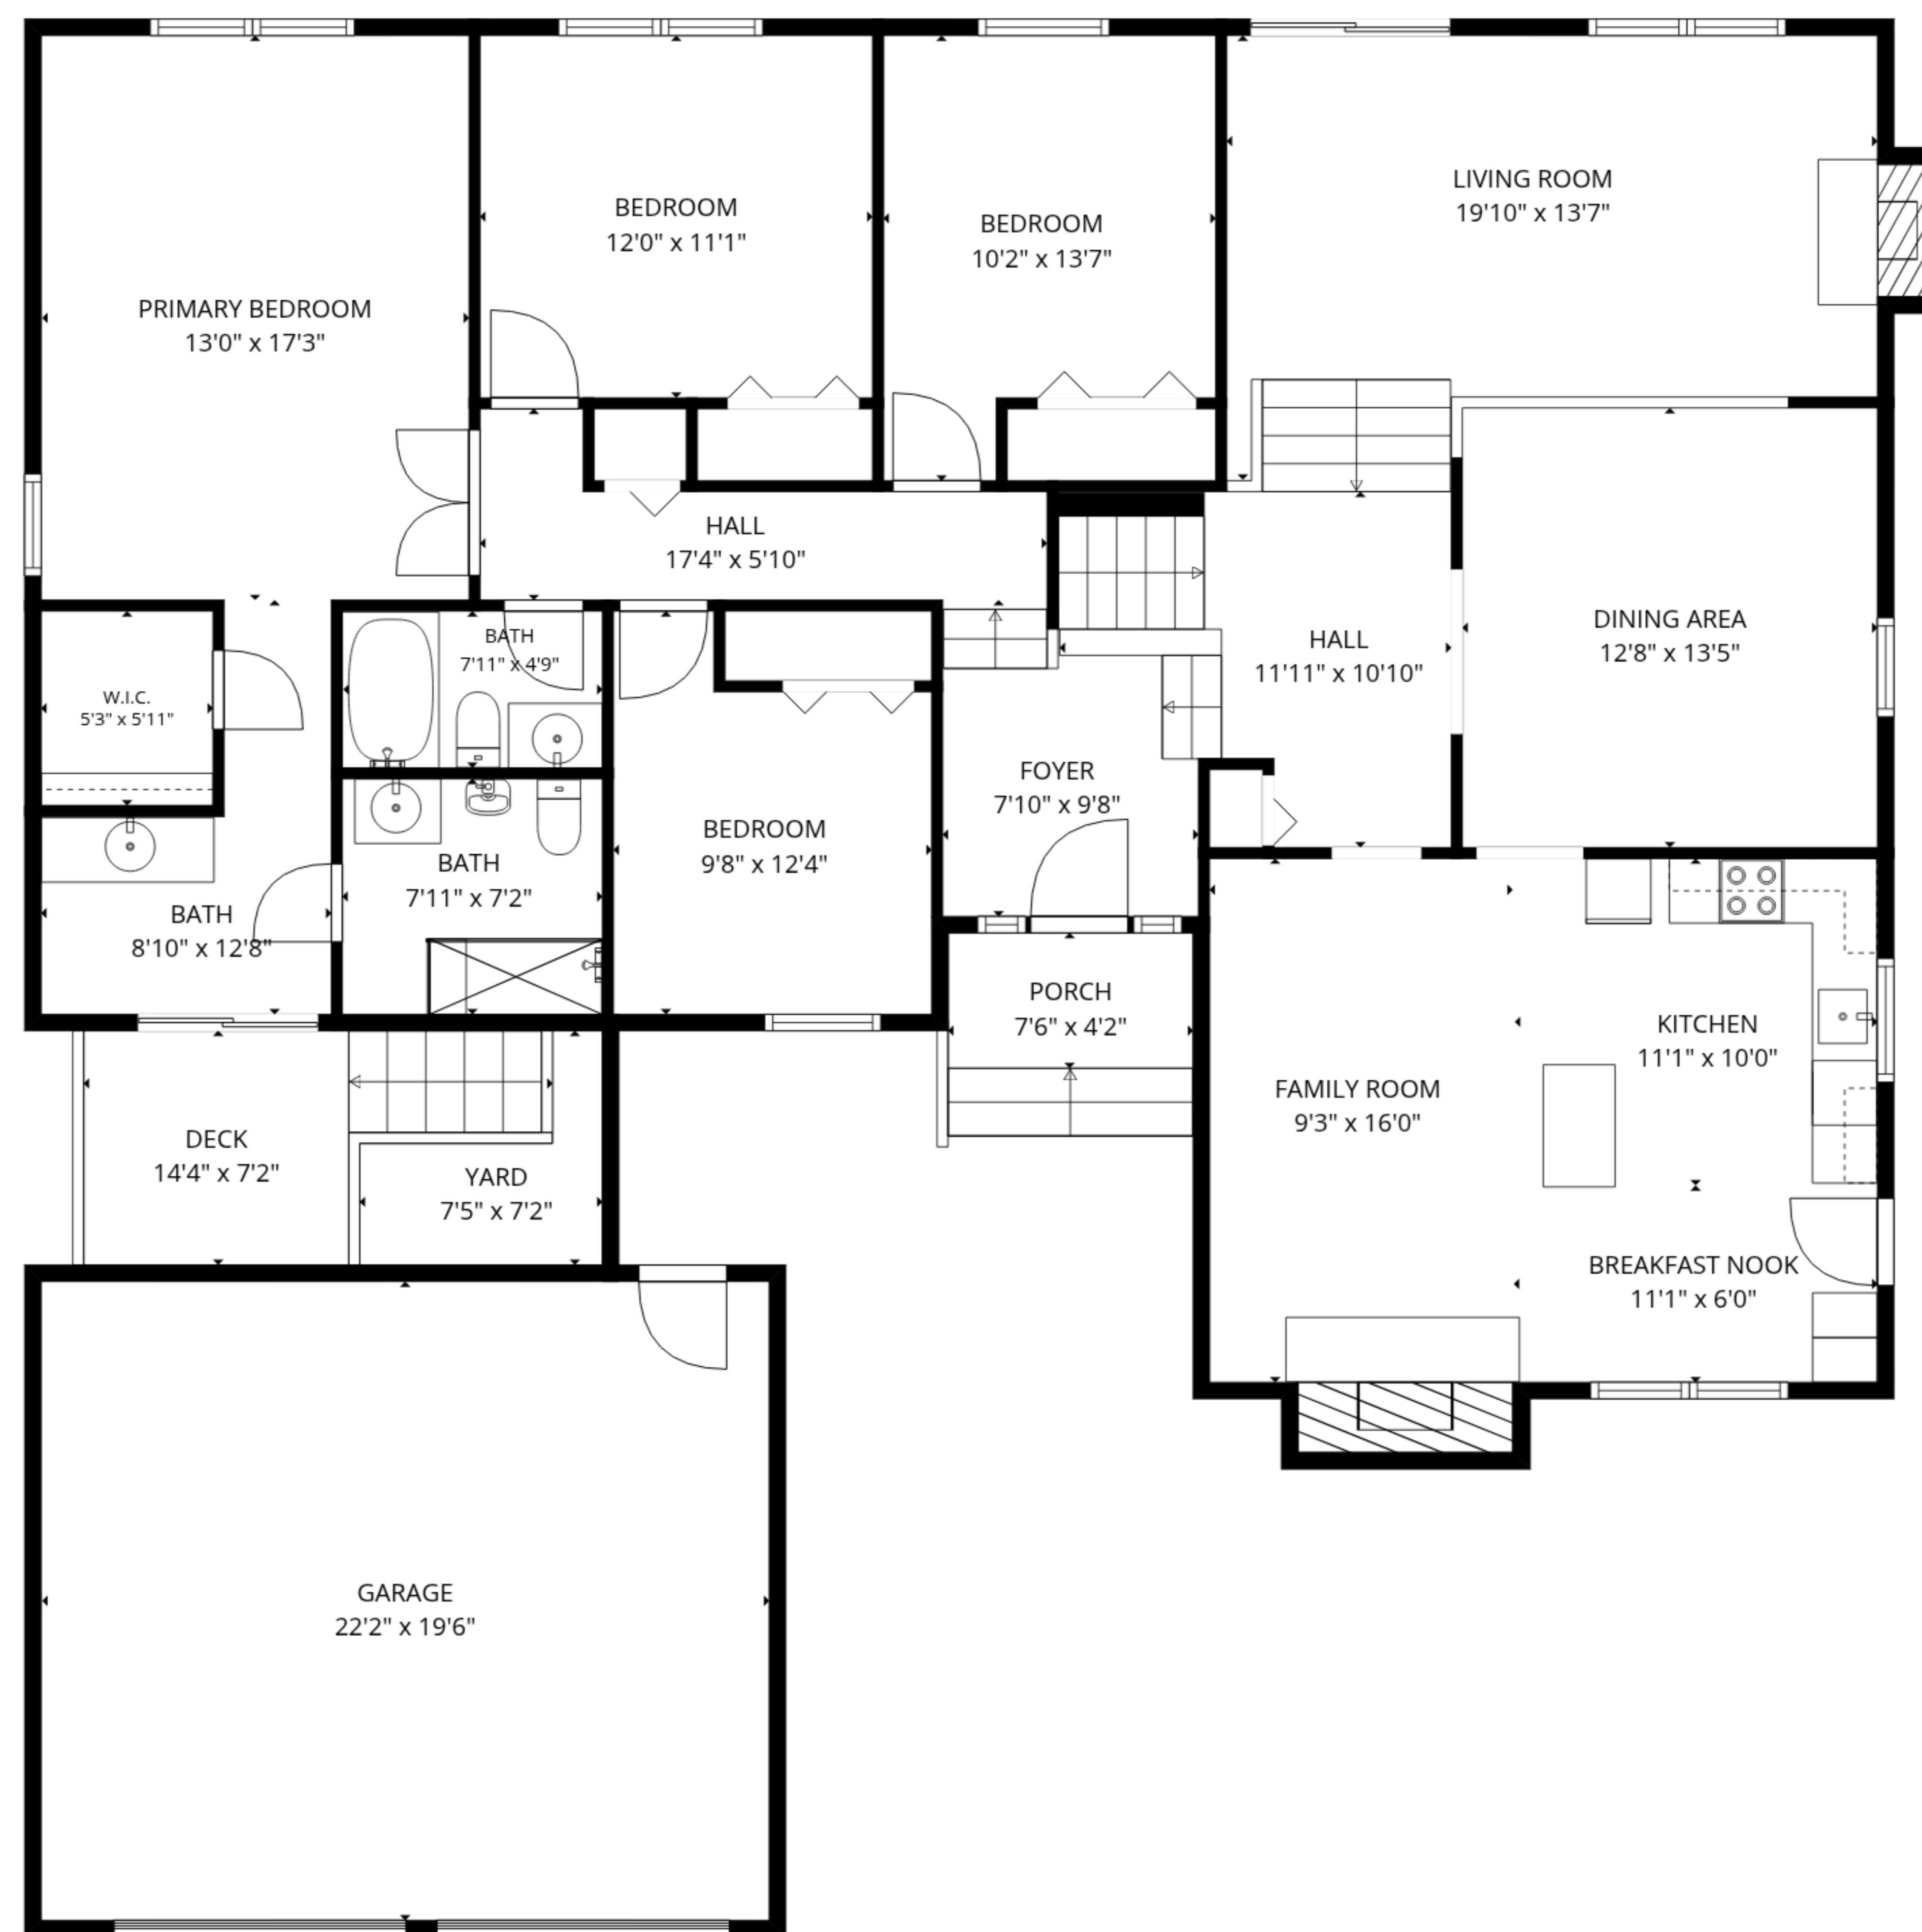 PRIMARY BEDROOM
13'0" x 17'3"
BEDROOM
12'0" x 11'1"
BEDROOM
10'2" x 13'7"
LIVING ROOM
19'10" x 13'7"
HALL
17'4" x 5'10"
W.I.C.
5'3" x 5'11"
BATH
7'11" x 4'9"
HALL
11'11" x 10'10"
DINING AREA
12'8" x 13'5"
FOYER
7'10" x 9'8"
BEDROOM
9'8" x 12'4"
BATH
7'11" x 7'2"
BATH
8'10" x 12'8"
PORCH
7'6" x 4'2"
KITCHEN
11'1" x 10'0"
FAMILY ROOM
9'3" x 16'0"
DECK
14'4" x 7'2"
YARD
7'5" x 7'2"
BREAKFAST NOOK
11'1" x 6'0"
GARAGE
22'2" x 19'6"